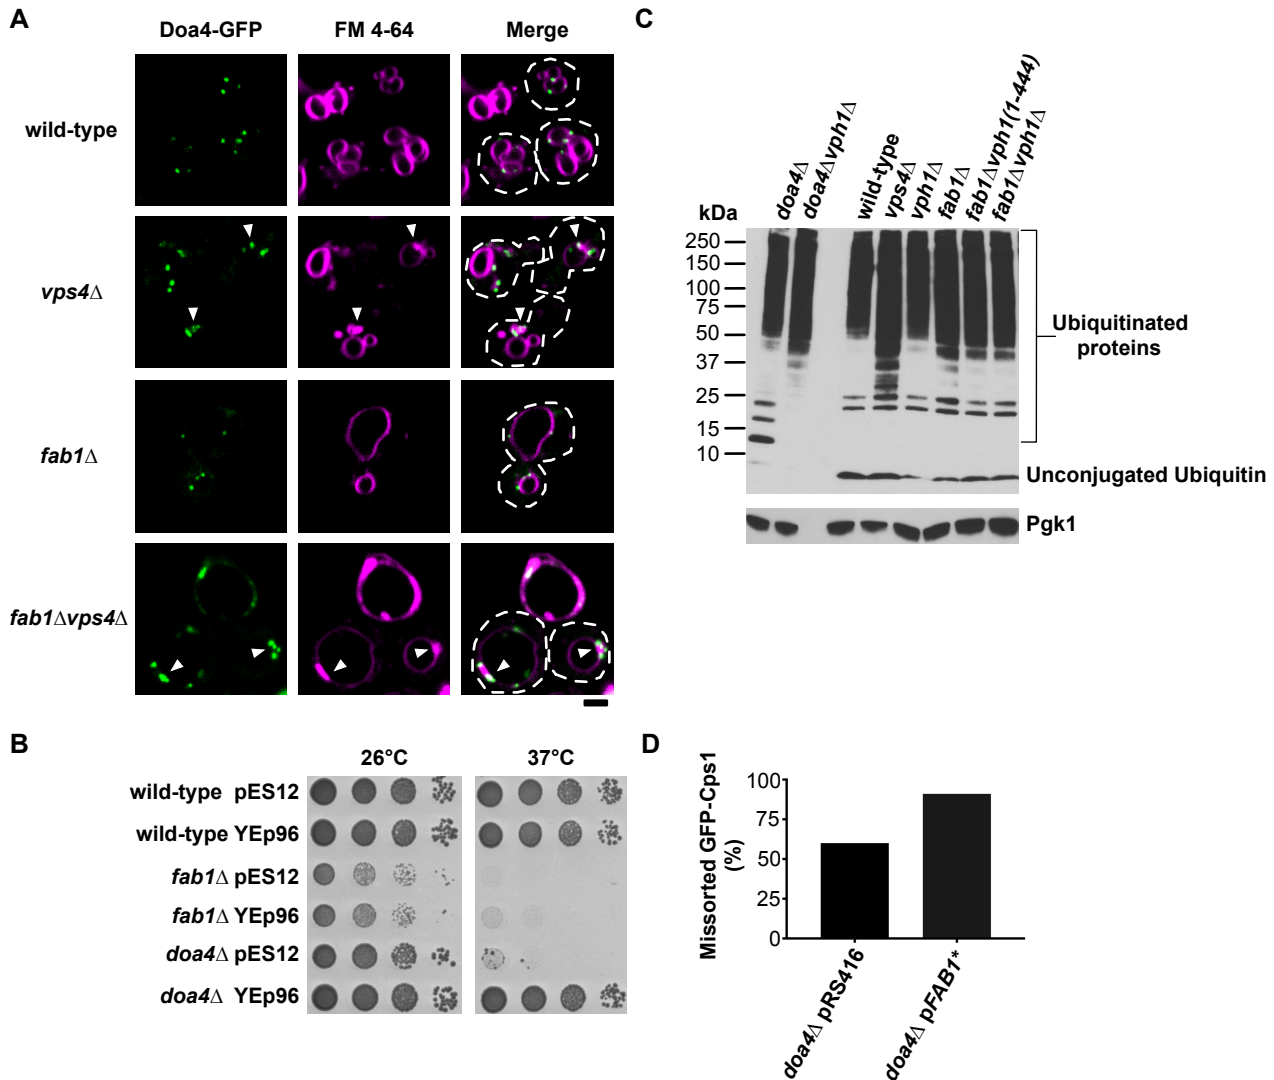 A
Doa4-GFP FM 4-64 Merge
wild-type
vps4Δ
fab1Δ
fab1Δvps4Δ
B
26°C 37°C
wild-type pES12
wild-type YEp96
fab1Δ pES12
fab1Δ YEp96
doa4Δ pES12
doa4Δ YEp96
C
doa4Δ
doa4Δvph1Δ
wild-type
vps4Δ
vph1Δ
fab1Δ
fab1Δvph1(1-444)
fab1Δvph1Δ
kDa
250
150
100
75
50
37
25
15
10
Ubiquitinated
proteins
Unconjugated Ubiquitin
Pgk1
D
Missorted GFP-Cps1
(%)
100
75
50
25
0
doa4Δ pRS416
doa4Δ pFAB1*